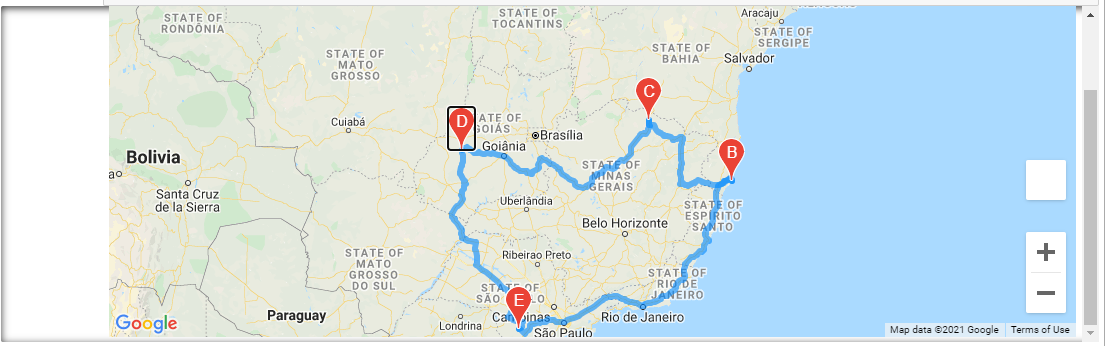 STATE OF
RONDÔNIA
STATE OF
TOCANTINS
Aracaju
STATE OF
SERGIPE
STATE OF
MATO
GROSSO
STATE OF
BAHIA
Salvador
C
D
STATE OF
GOIÁS
Cuiabá
Brasília
Goiânia
B
Bolivia
STATE OF
MINAS
GERAIS
Santa Cruz
de la Sierra
Uberlândia
STATE OF
ESPÍRITO
SANTO
Belo Horizonte
STATE OF
MATO
GROSSO
DO SUL
Ribeirao Preto
STATE OF
RIO DE
JANEIRO
STATE OF
SÃO PAULO
E
Campinas
Rio de Janeiro
Paraguay
Londrina
São Paulo
Google
Map data ©2021 Google
Terms of Use